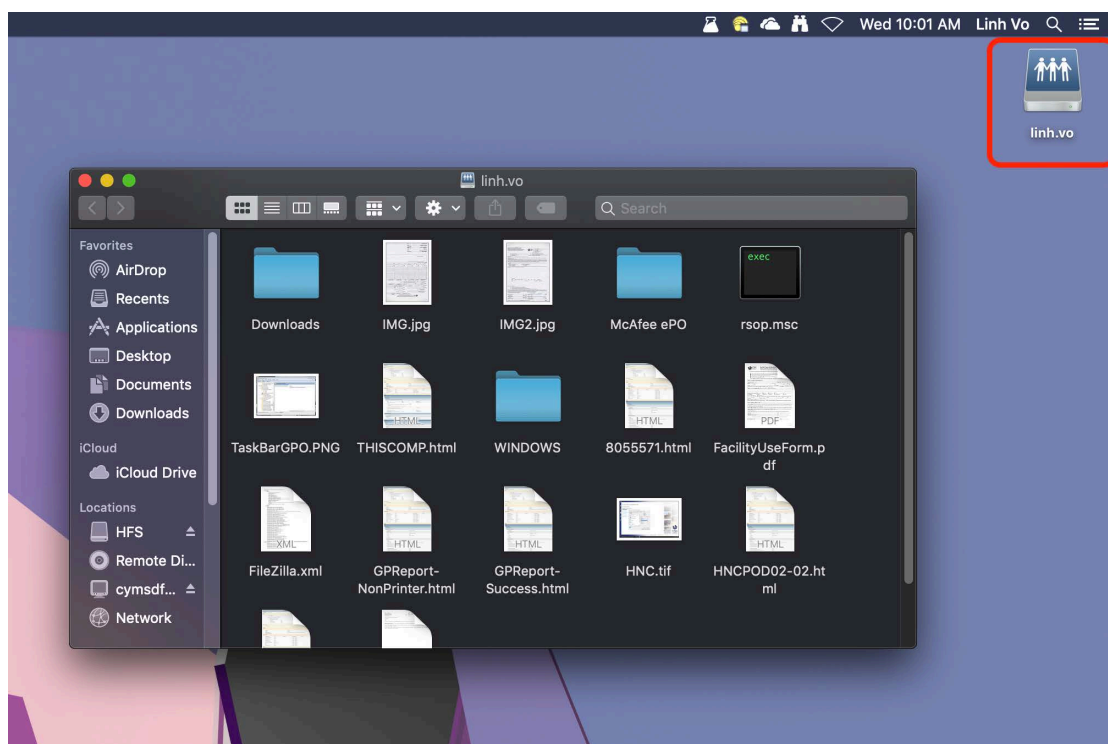 Wed 10:01 AM Linh Vo
linh.vo
linh.vo
Search
Favorites
AirDrop
Recents
Applications
Desktop
Documents
Downloads
iCloud
iCloud Drive
Locations
HFS
Remote Di...
cymsdf...
Network
exec
Downloads
IMG.jpg
IMG2.jpg
McAfee ePO
rsop.msc
HTML
HTML
PDF
TaskBarGPO.PNG
THISCOMP.html
WINDOWS
8055571.html
FacilityUseForm.p
df
XML
HTML
HTML
HTML
FileZilla.xml
GPReport-
NonPrinter.html
GPReport-
Success.html
HNC.tif
HNCPOD02-02.ht
ml